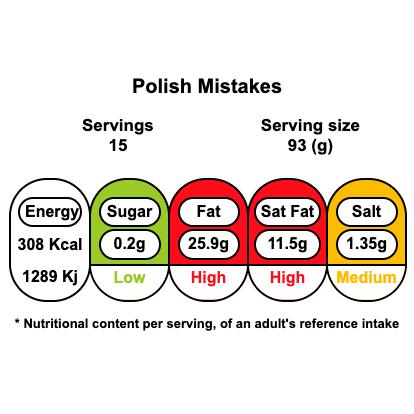 Polish Mistakes
Servings
15
Serving size
93 (g)
Energy Sugar Fat Sat Fat Salt
308 Kcal 0.2g 25.9g 11.5g 1.35g
1289 Kj Low High High Medium
* Nutritional content per serving, of an adult's reference intake